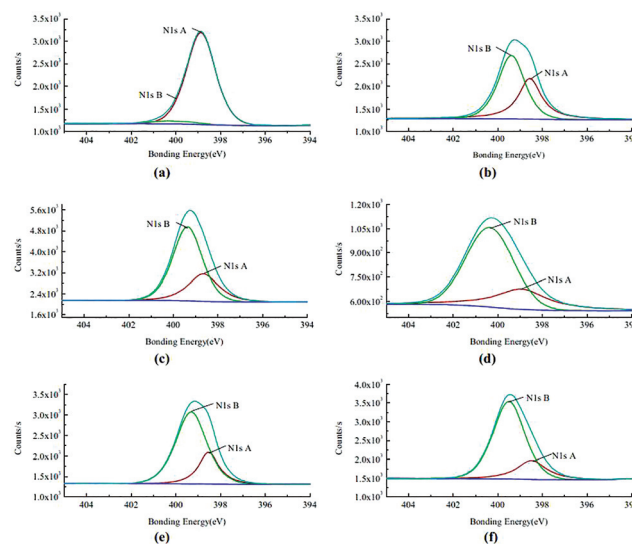 3.5x10³
3.0x10³
2.5x10³
2.0x10³
1.5x10³
1.0x10³
Counts/s
N1s A
N1s B
404 402 400 398 396 394
Bonding Energy(eV)
(a)
3.5x10³
3.0x10³
2.5x10³
2.0x10³
1.5x10³
1.0x10³
Counts/s
N1s B
N1s A
404 402 400 398 396 394
Bonding Energy(eV)
(b)
5.6x10³
4.8x10³
4.0x10³
3.2x10³
2.4x10³
1.6x10³
Counts/s
N1s B
N1s A
404 402 400 398 396 394
Bonding Energy(eV)
(c)
1.20x10³
1.05x10³
9.00x10²
7.50x10²
6.00x10²
Counts/s
N1s B
N1s A
404 402 400 398 396 394
Bonding Energy(eV)
(d)
3.5x10³
3.0x10³
2.5x10³
2.0x10³
1.5x10³
1.0x10³
Counts/s
N1s B
N1s A
404 402 400 398 396 394
Bonding Energy(eV)
(e)
4.0x10³
3.5x10³
3.0x10³
2.5x10³
2.0x10³
1.5x10³
1.0x10³
Counts/s
N1s B
N1s A
404 402 400 398 396 394
Bonding Energy(eV)
(f)